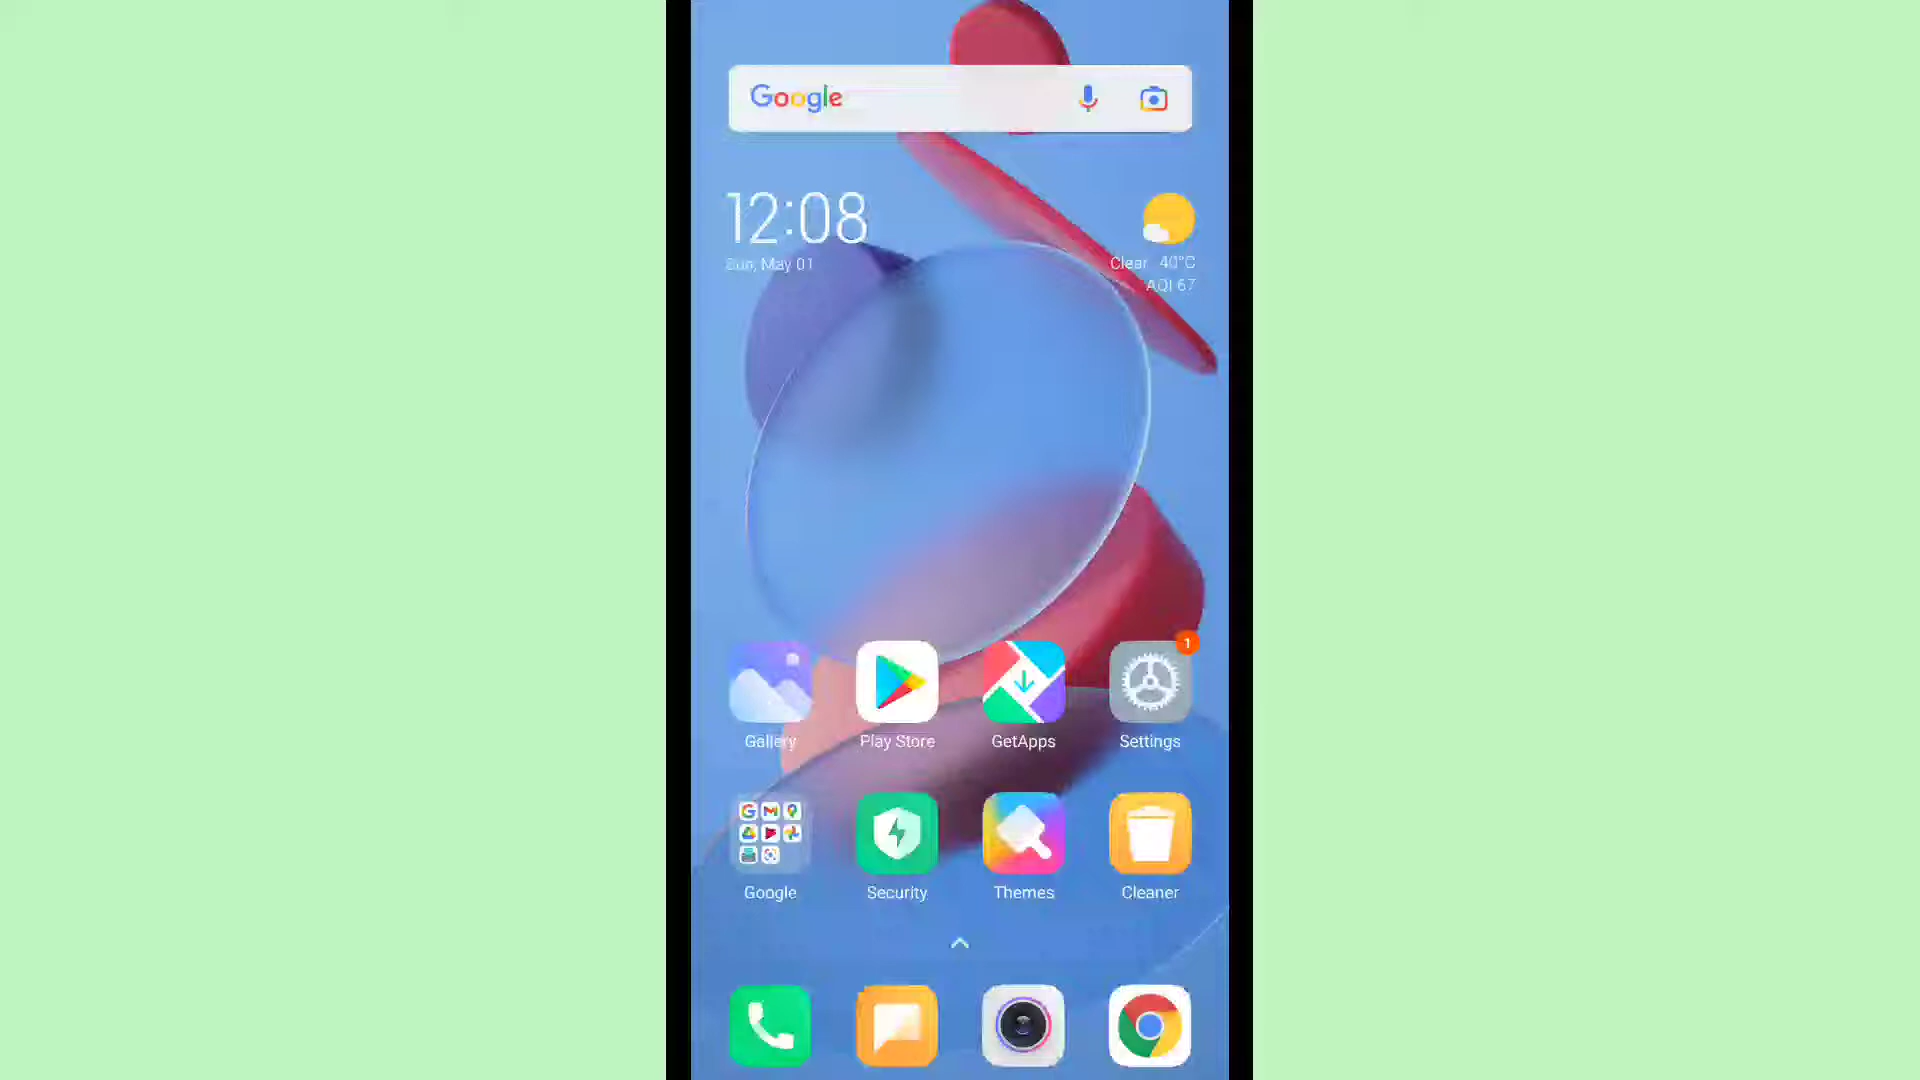 Google
12:08
Sun, May 01
Clear 40°C
AQI 67
1
Gallery
Play Store
GetApps
Settings
Google
Security
Themes
Cleaner